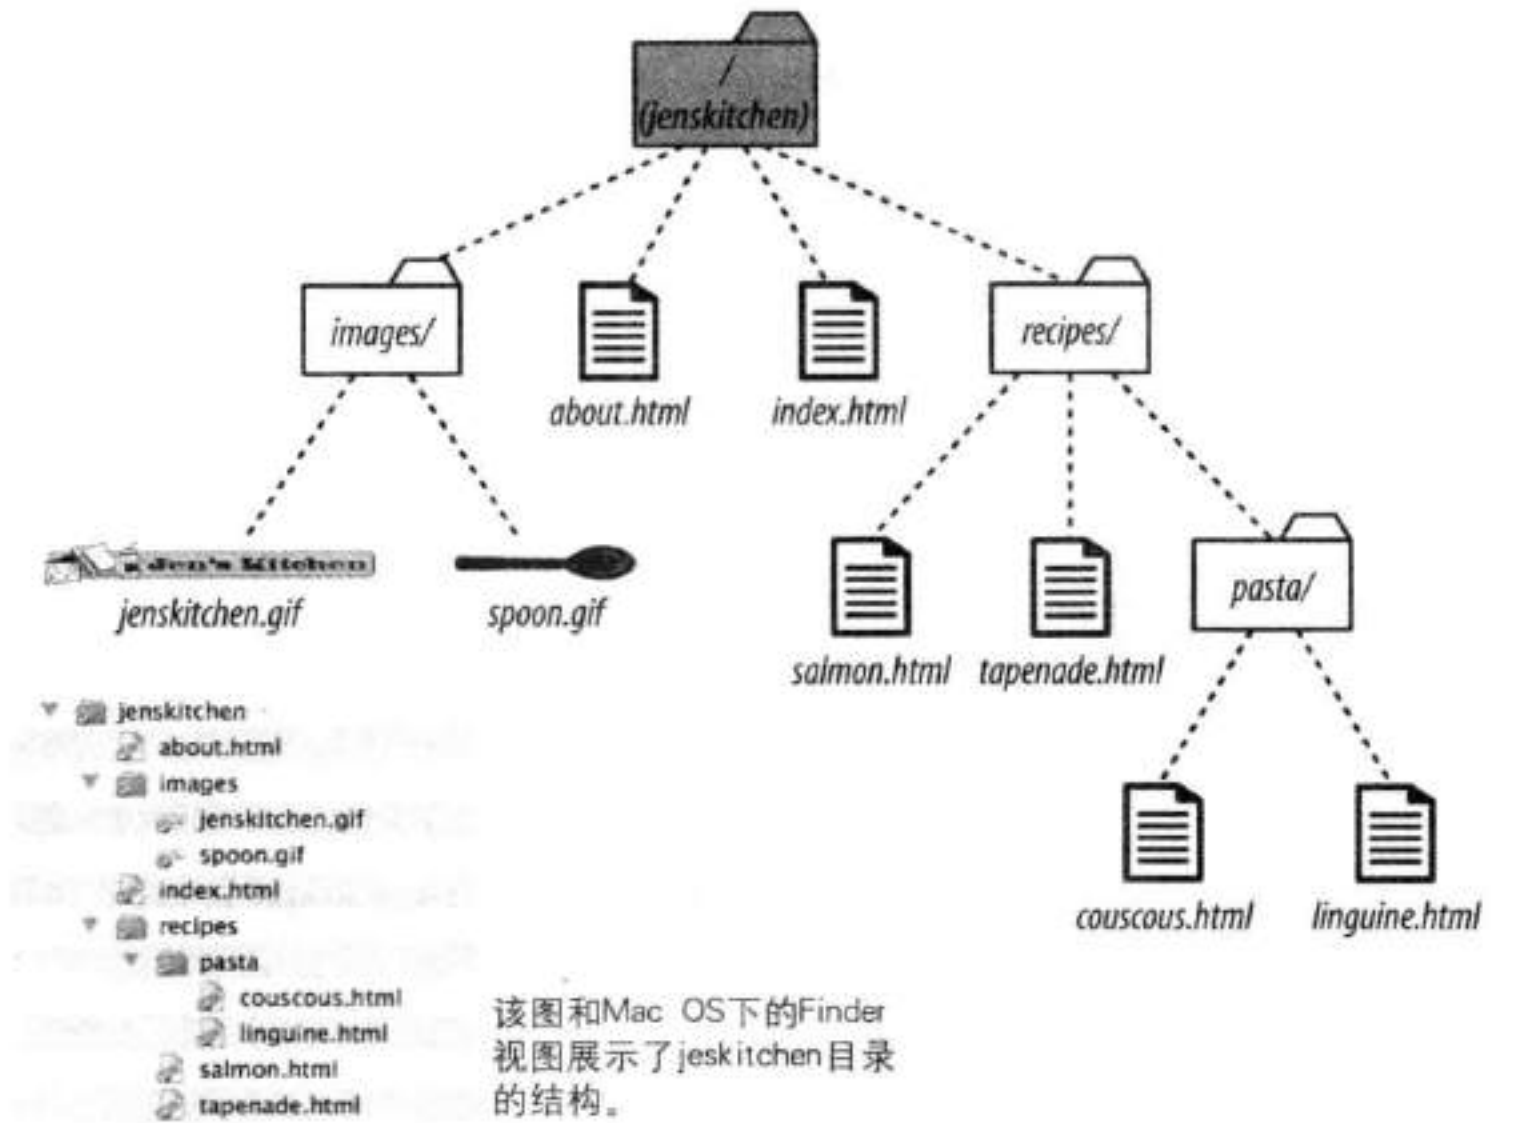 /
(jenskitchen)
images/
about.html
index.html
recipes/
Jen's Kitchen
jenskitchen.gif
spoon.gif
salmon.html
tapenade.html
pasta/
couscous.html
linguine.html
jenskitchen
about.html
images
jenskitchen.gif
spoon.gif
index.html
recipes
pasta
couscous.html
linguine.html
salmon.html
tapenade.html
该图和Mac OS下的Finder
视图展示了jeskitchen目录
的结构。